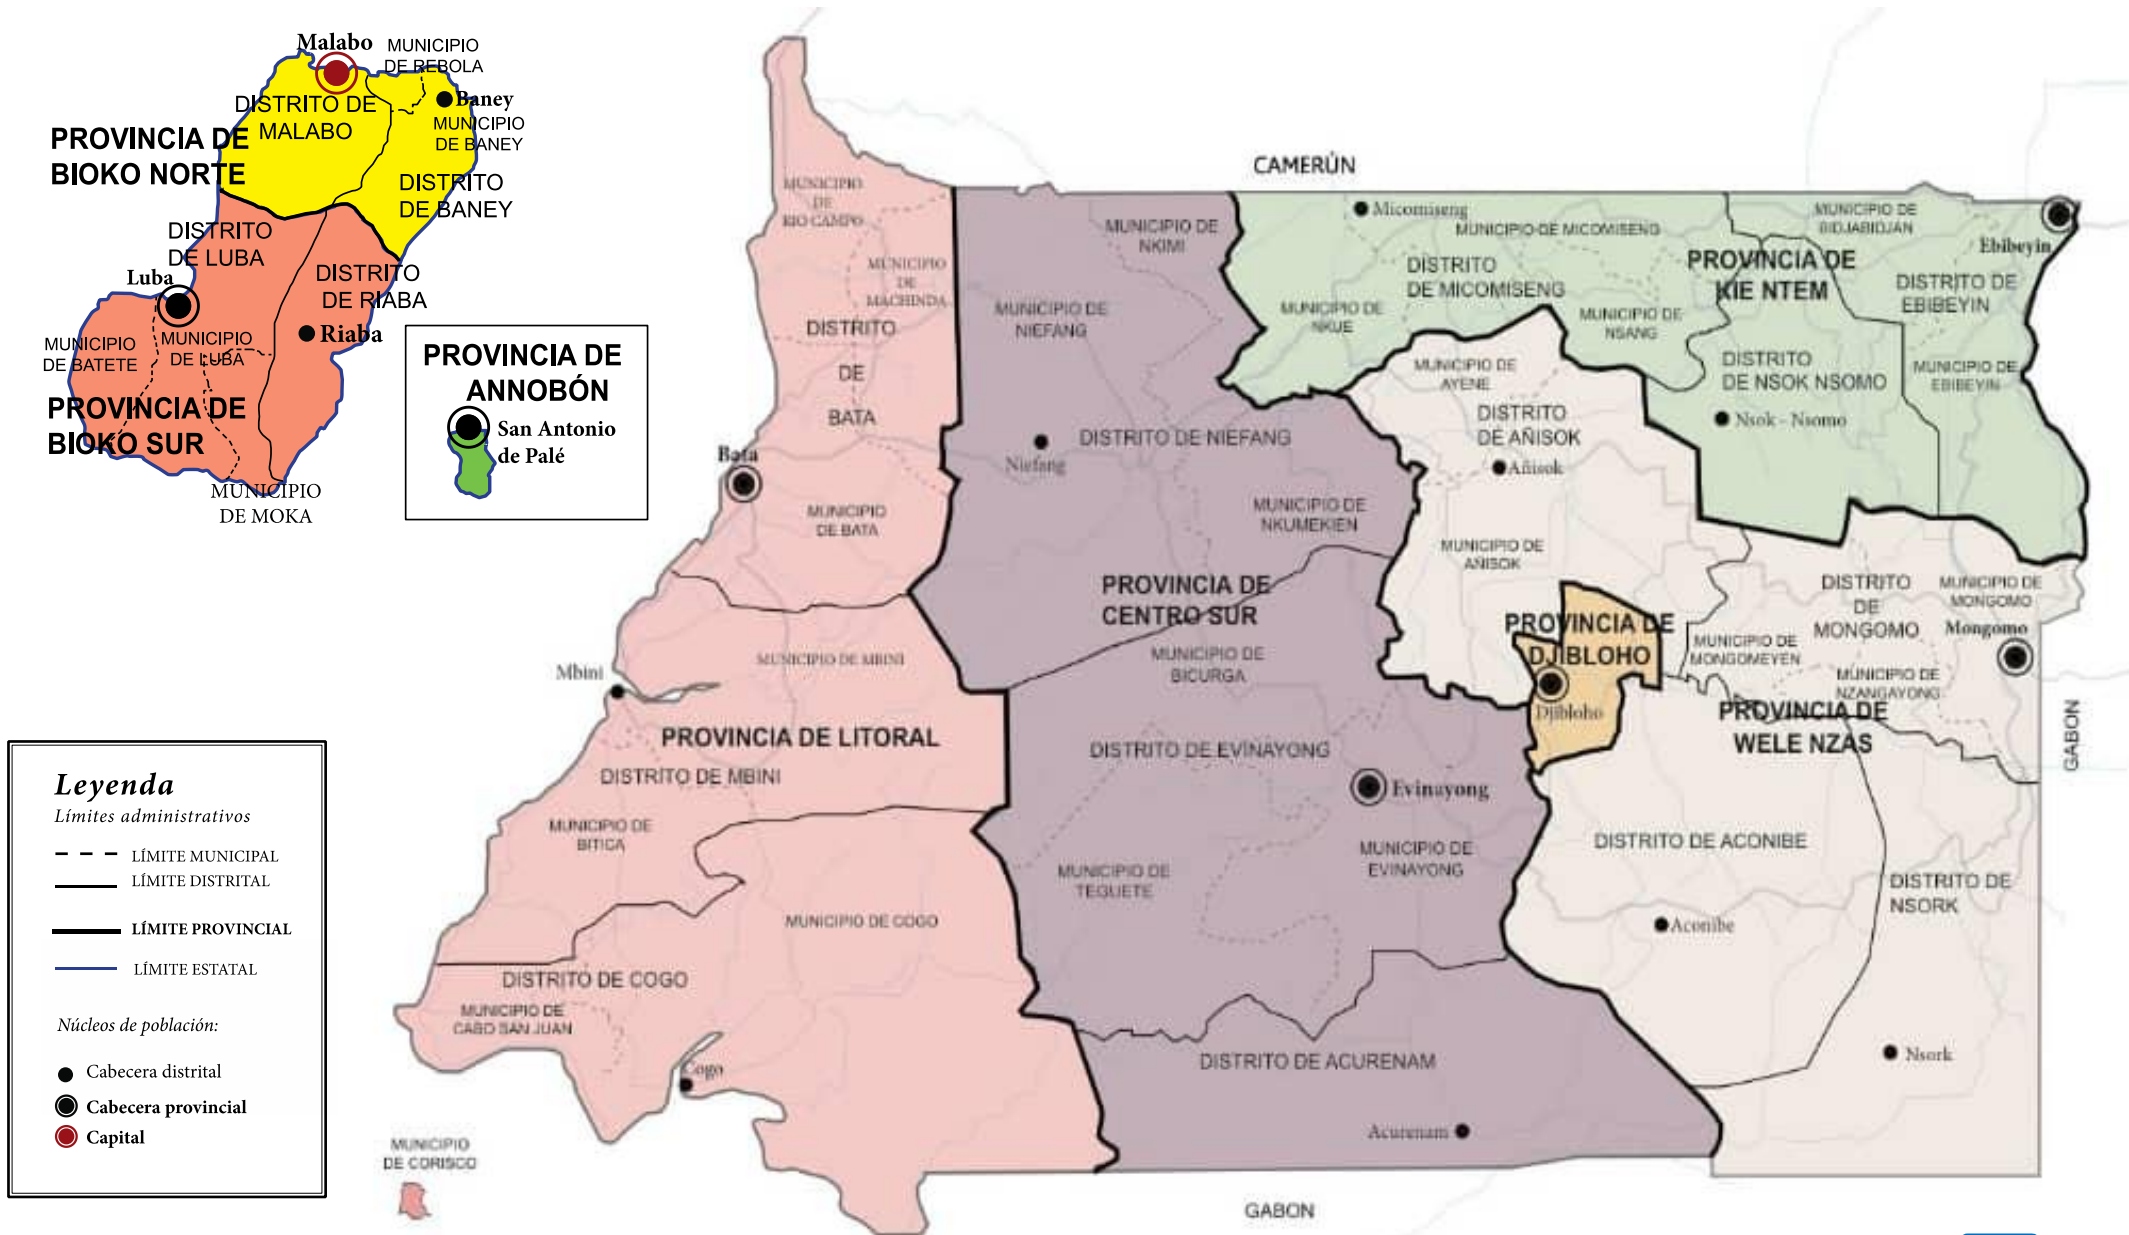 Malabo
MUNICIPIO
DE REBOLA
DISTRITO DE
MALABO
Baney
MUNICIPIO
DE BANEY
PROVINCIA DE
BIOKO NORTE
DISTRITO
DE BANEY
DISTRITO
DE LUBA
Luba
DISTRITO
DE RIABA
Riaba
MUNICIPIO
DE BATETE
MUNICIPIO
DE LUBA
PROVINCIA DE
BIOKO SUR
MUNICIPIO
DE MOKA
PROVINCIA DE
ANNOBÓN
San Antonio
de Palé
CAMERÚN
MUNICIPIO
DE
RIO CAMPO
MUNICIPIO
DE
MACHINDA
DISTRITO
DE
BATA
Bata
MUNICIPIO
DE BATA
Mbini
MUNICIPIO DE MBINI
PROVINCIA DE LITORAL
DISTRITO DE MBINI
MUNICIPIO DE
BITICA
MUNICIPIO DE COGO
DISTRITO DE COGO
MUNICIPIO DE
CABO SAN JUAN
Cogo
MUNICIPIO
DE CORISCO
MUNICIPIO DE
NKIMI
MUNICIPIO DE
NIEFANG
DISTRITO DE NIEFANG
Niefang
MUNICIPIO DE
NKUMEKIEN
PROVINCIA DE
CENTRO SUR
MUNICIPIO DE
BICURGA
DISTRITO DE EVINAYONG
Evinayong
MUNICIPIO DE
EVINAYONG
MUNICIPIO DE
TEGUETE
DISTRITO DE ACURENAM
Acurenam
Micomiseng
MUNICIPIO DE MICOMISENG
DISTRITO
DE MICOMISENG
MUNICIPIO DE
NKUE
MUNICIPIO DE
NSANG
PROVINCIA DE
KIE NTEM
MUNICIPIO DE
BIDJABIDJAN
Ebibeyin
DISTRITO DE
EBIBEYIN
MUNICIPIO DE
EBIBEYIN
DISTRITO
DE NSOK NSOMO
Nsok - Nsomo
MUNICIPIO DE
AYENE
DISTRITO
DE AÑISOK
Añisok
MUNICIPIO DE
AÑISOK
PROVINCIA DE
DJIBLOHO
Djibloho
DISTRITO
DE
MONGOMO
MUNICIPIO DE
MONGOMO
Mongomo
MUNICIPIO DE
MONGOMEYEN
MUNICIPIO DE
NZANGAYONG
PROVINCIA DE
WELE NZAS
DISTRITO DE ACONIBE
Aconibe
DISTRITO DE
NSORK
Nsork
GABON
GABON
Leyenda
Límites administrativos
LÍMITE MUNICIPAL
LÍMITE DISTRITAL
LÍMITE PROVINCIAL
LÍMITE ESTATAL
Núcleos de población:
Cabecera distrital
Cabecera provincial
Capital